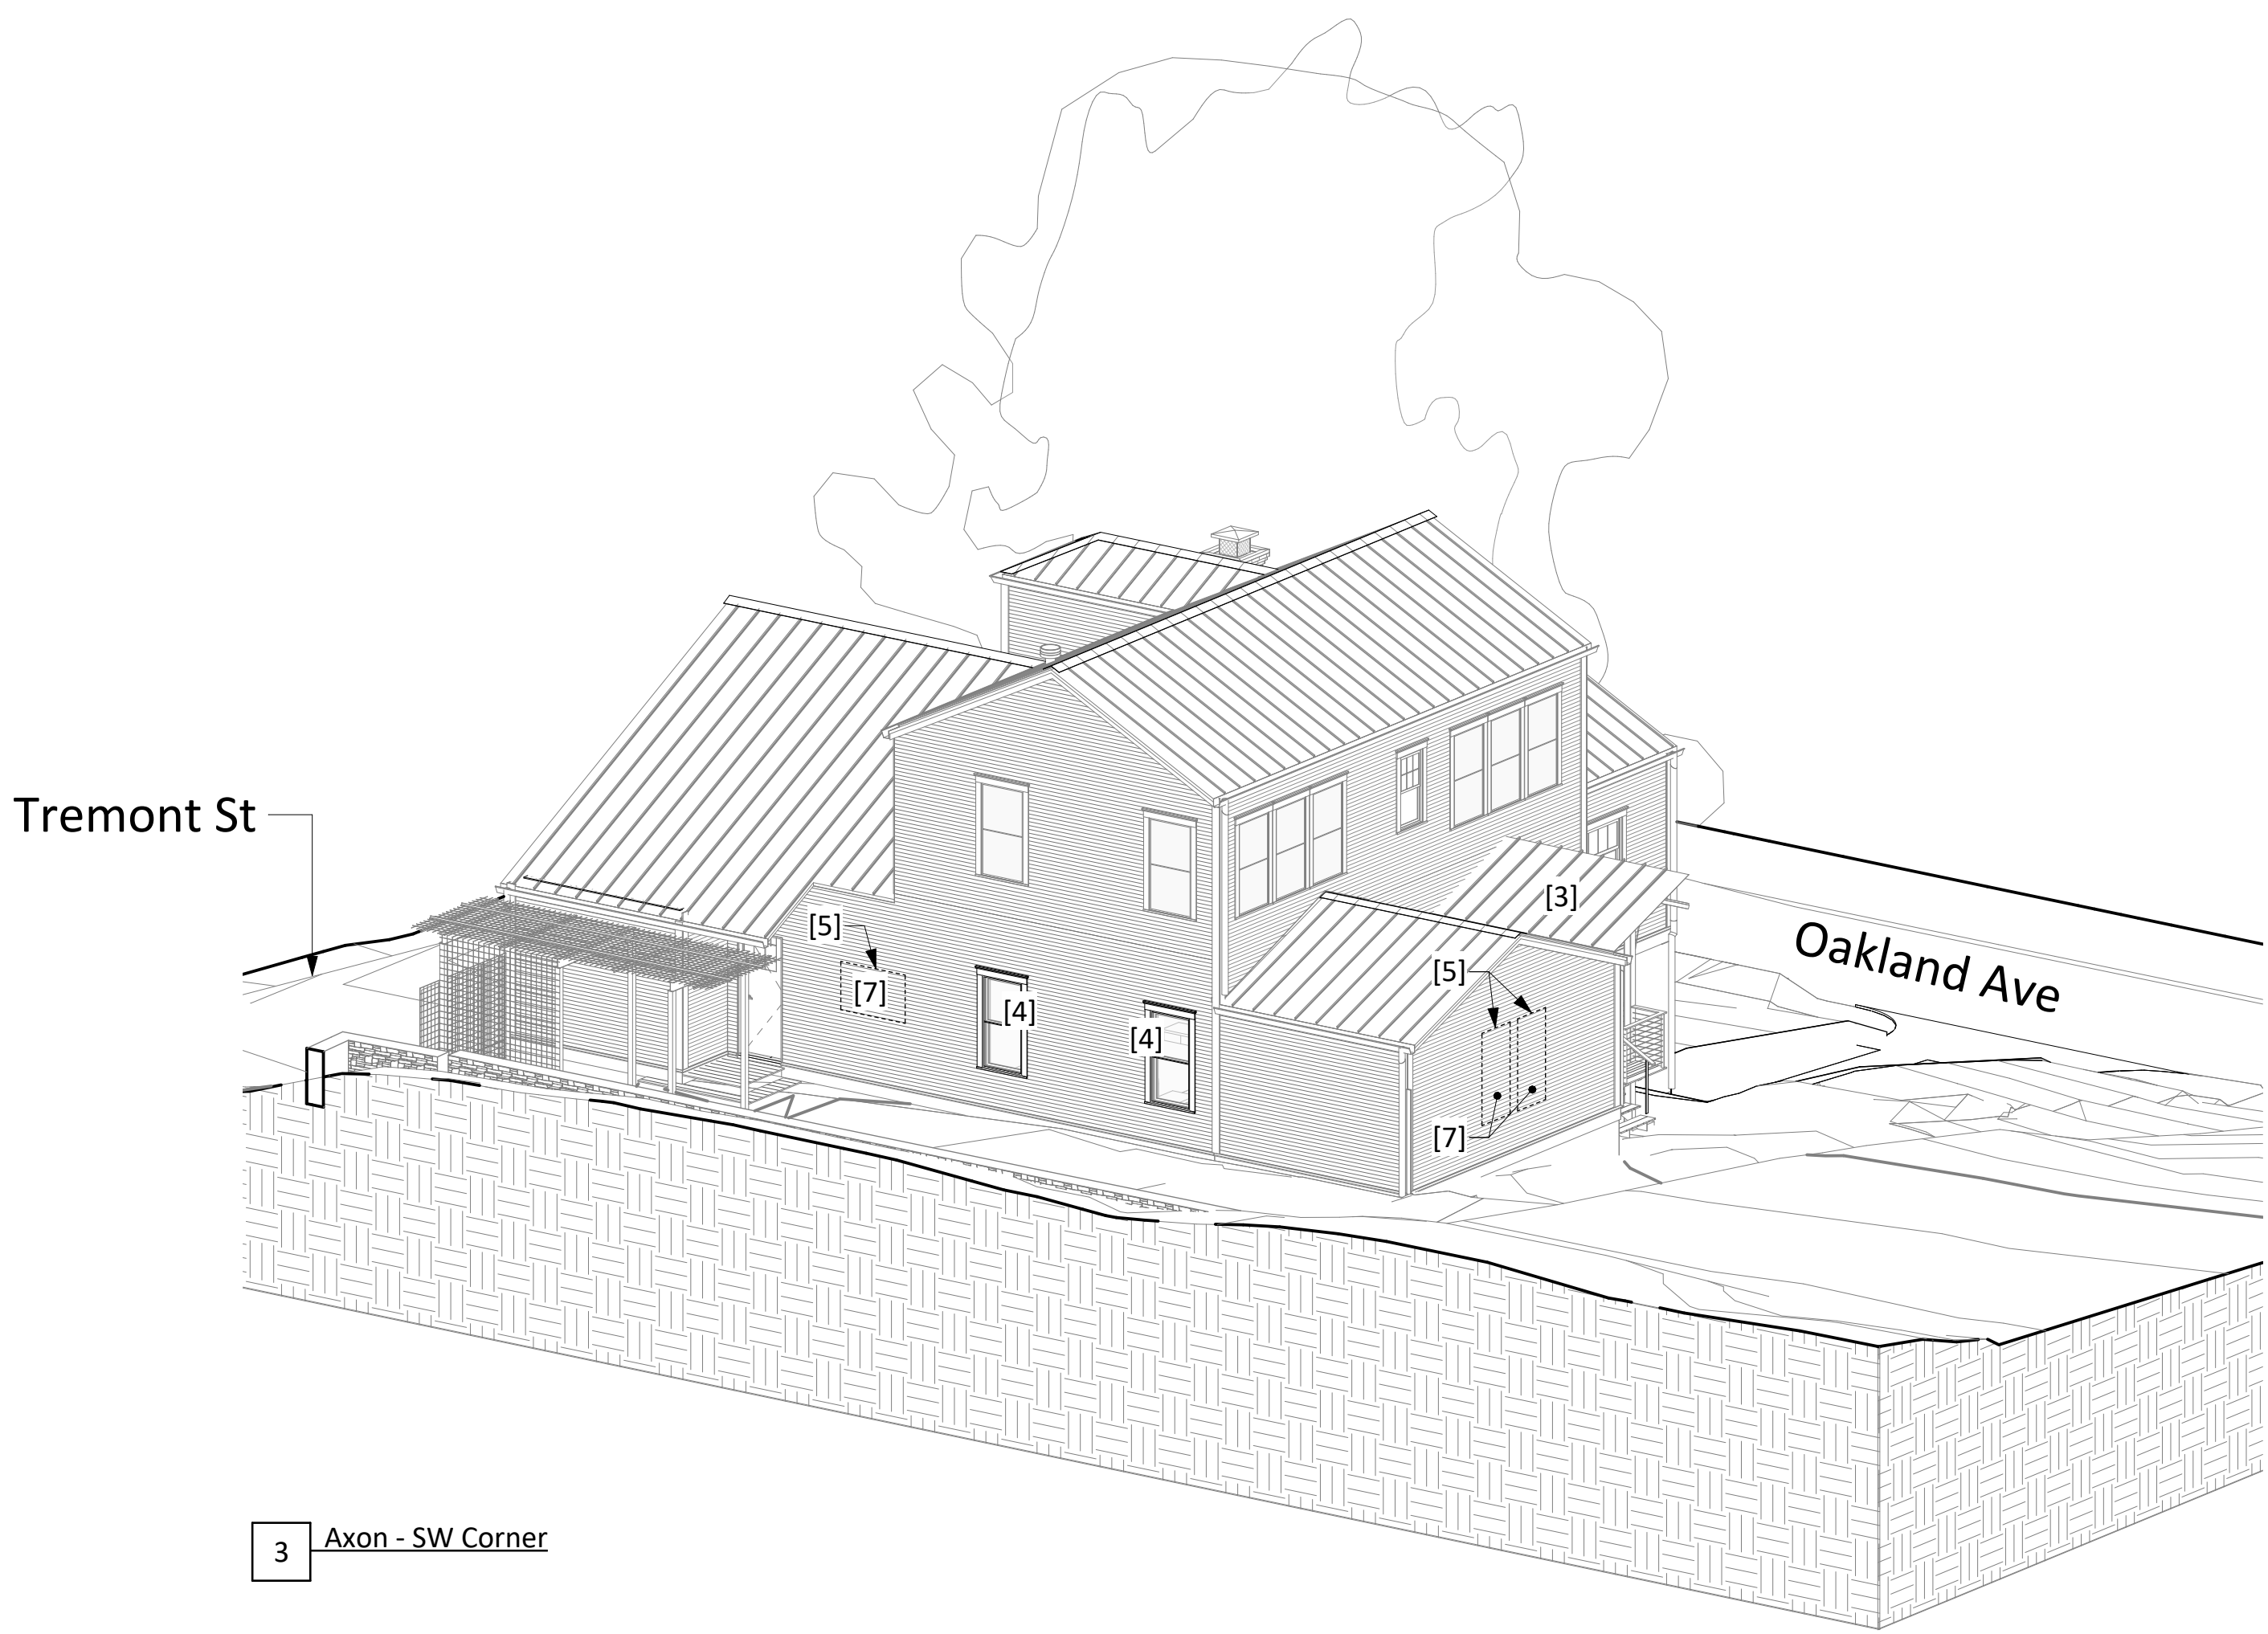 Tremont St
[3]
[5]
Oakland Ave
[5]
[7]
[4]
[4]
[7]
3
Axon - SW Corner